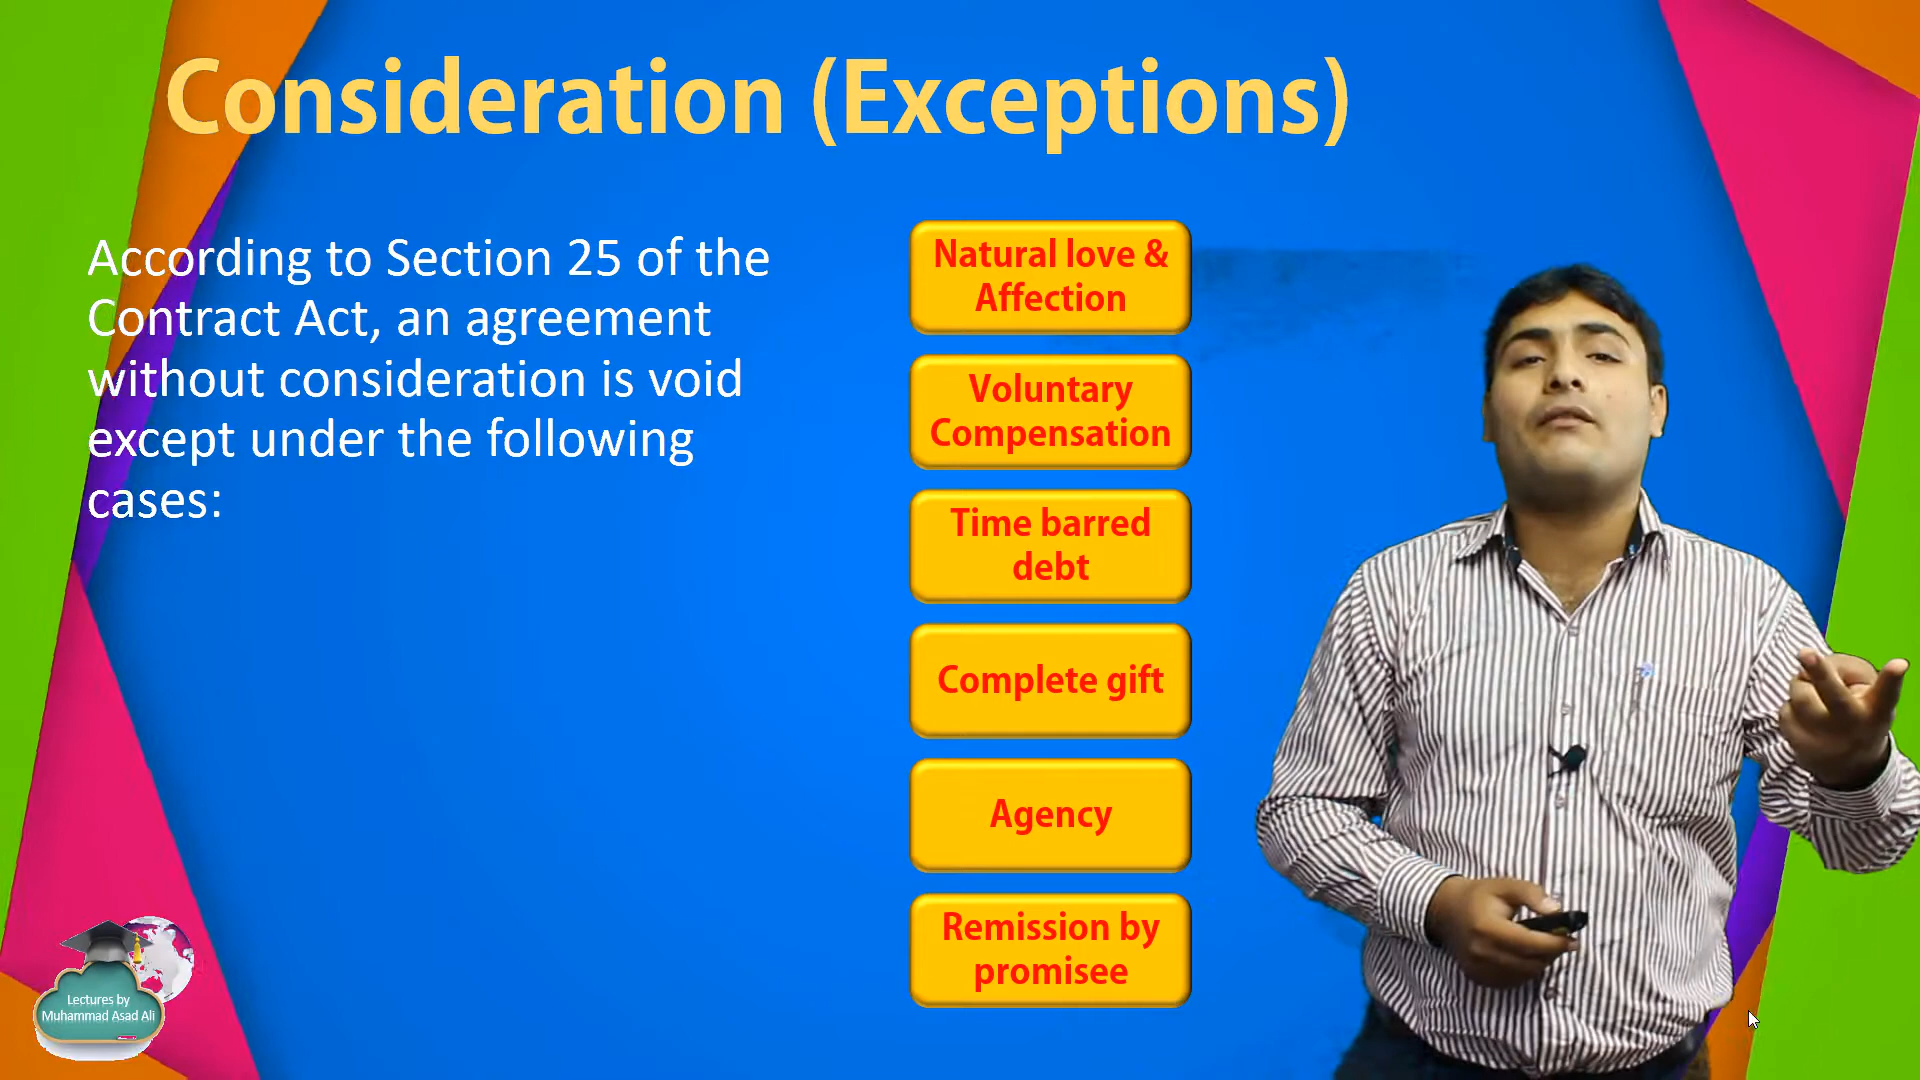 Consideration (Exceptions)
According to Section 25 of the
Contract Act, an agreement
without consideration is void
except under the following
cases:
Natural love &
Affection
Voluntary
Compensation
Time barred
debt
Complete gift
Agency
Remission by
promisee
Lectures by
Muhammad Asad Ali